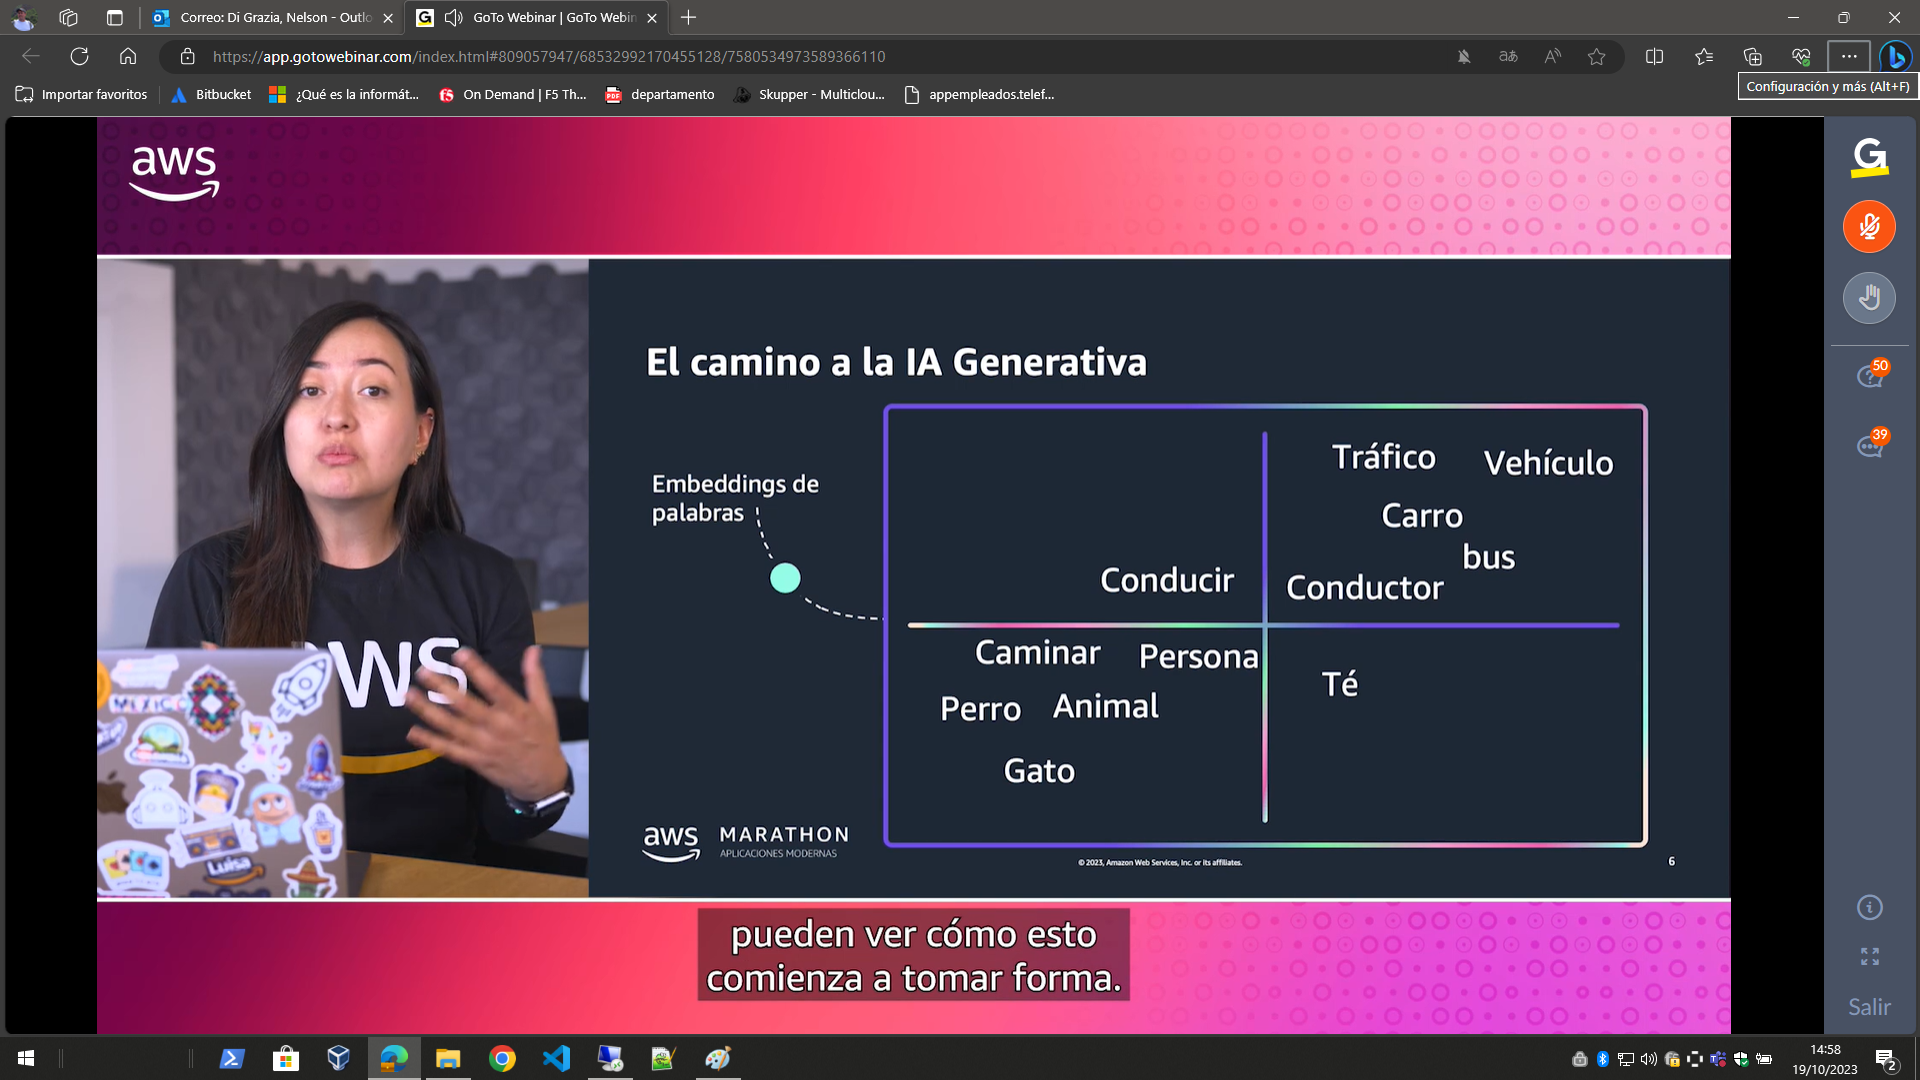 Correo: Di Grazia, Nelson - Outlo
GoTo Webinar | GoTo Webin
https://app.gotowebinar.com/index.html#809057947/68532992170455128/7580534973589366110
Importar favoritos
Bitbucket
¿Qué es la informát...
On Demand | F5 Th...
departamento
Skupper - Multiclou...
appempleados.telef...
Configuración y más (Alt+F)
aws
G
El camino a la IA Generativa
Embeddings de
palabras
Tráfico
Vehículo
Carro
bus
Conducir
Conductor
Caminar
Persona
Té
Perro
Animal
Gato
aws
MEXICO
Luisa
aws
MARATHON
APLICACIONES MODERNAS
© 2023, Amazon Web Services, Inc. or its affiliates.
6
50
39
pueden ver cómo esto
comienza a tomar forma.
Salir
14:58
19/10/2023
2